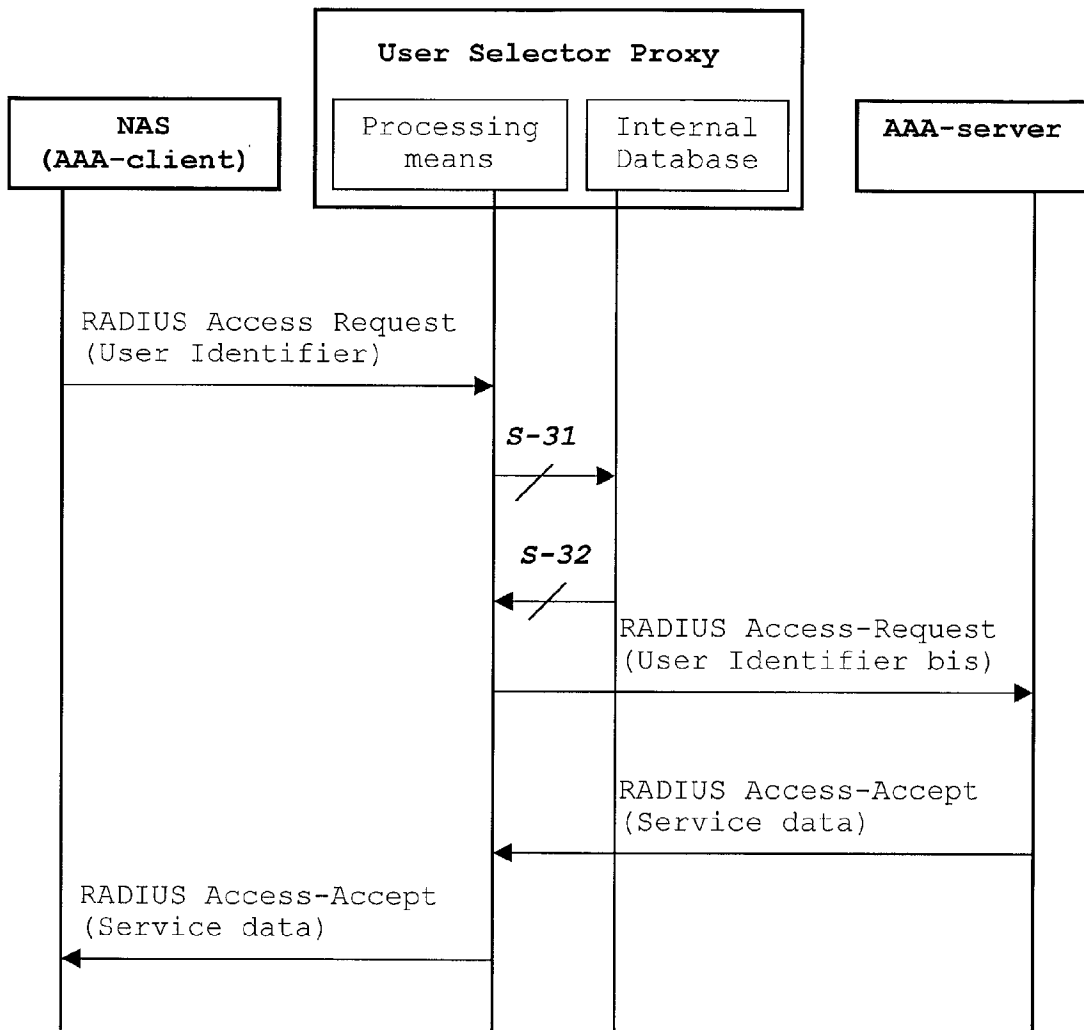 User Selector Proxy
NAS
(AAA-client)
Processing
means
Internal
Database
AAA-server
RADIUS Access Request
(User Identifier)
S-31
S-32
RADIUS Access-Request
(User Identifier bis)
RADIUS Access-Accept
(Service data)
RADIUS Access-Accept
(Service data)